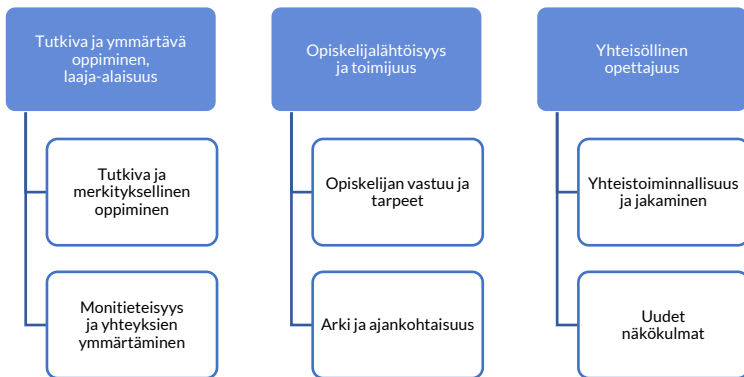 Tutkiva ja ymmärtävä
oppiminen,
laaja-alaisuus
Tutkiva ja
merkityksellinen
oppiminen
Monitieteisyys
ja yhteyksien
ymmärtäminen
Opiskelijalähtöisyys
ja toimijuus
Opiskelijan vastuu ja
tarpeet
Arki ja ajankohtaisuus
Yhteisöllinen
opettajuus
Yhteistoiminnallisuus
ja jakaminen
Uudet
näkökulmat